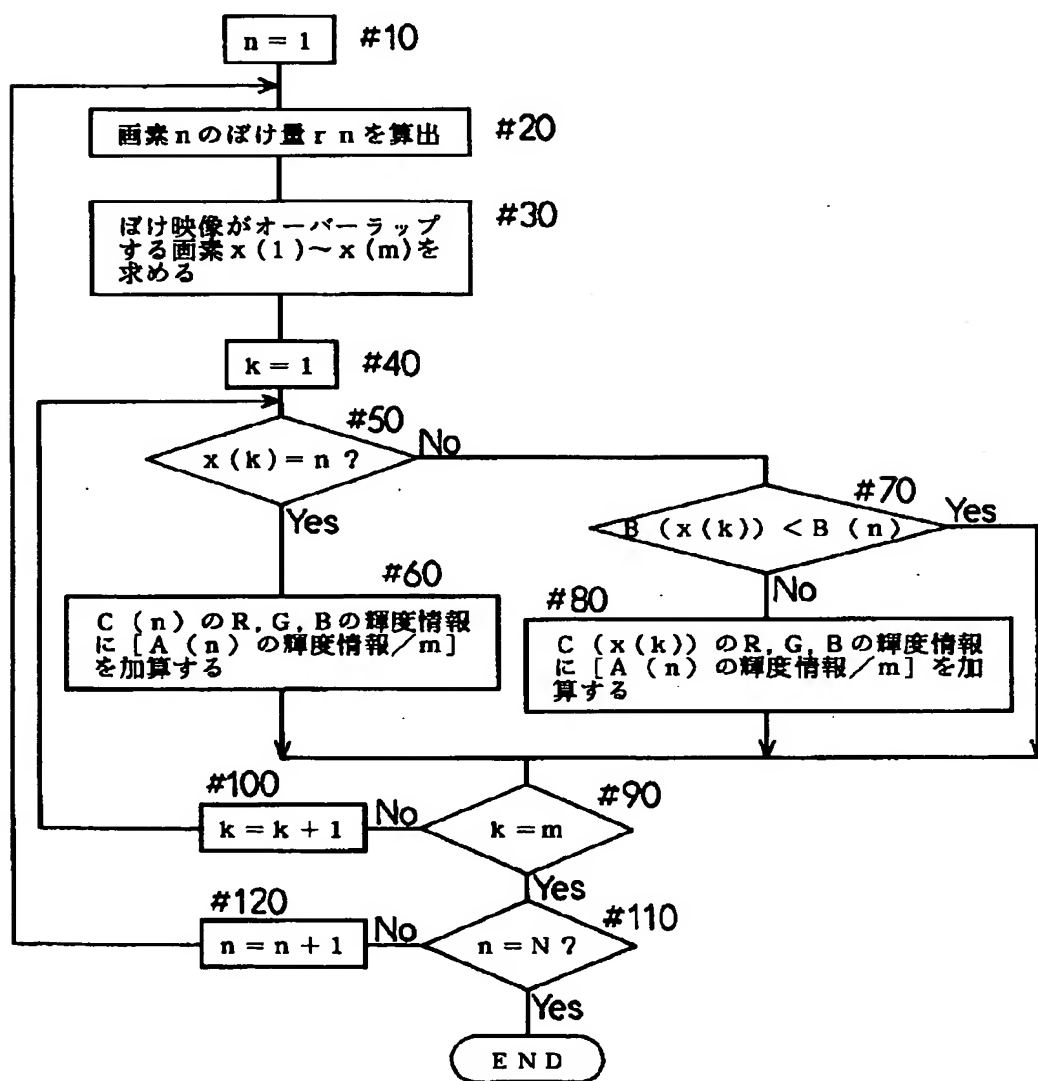 n = 1
#10
画素nのぼけ量r nを算出
#20
ぼけ映像がオーバーラップ
する画素x(1)～x(m)を
求める
#30
k = 1
#40
#50
x(k)= n ?
No
Yes
#70
B (x(k)) < B (n)
Yes
No
#60
C (n) のR, G, Bの輝度情報
に[A (n) の輝度情報／m]
を加算する
#80
C (x(k)) のR, G, Bの輝度情報
に[A (n) の輝度情報／m] を加
算する
#100
k = k + 1
No
#90
k = m
Yes
#120
n = n + 1
No
#110
n = N ?
Yes
END